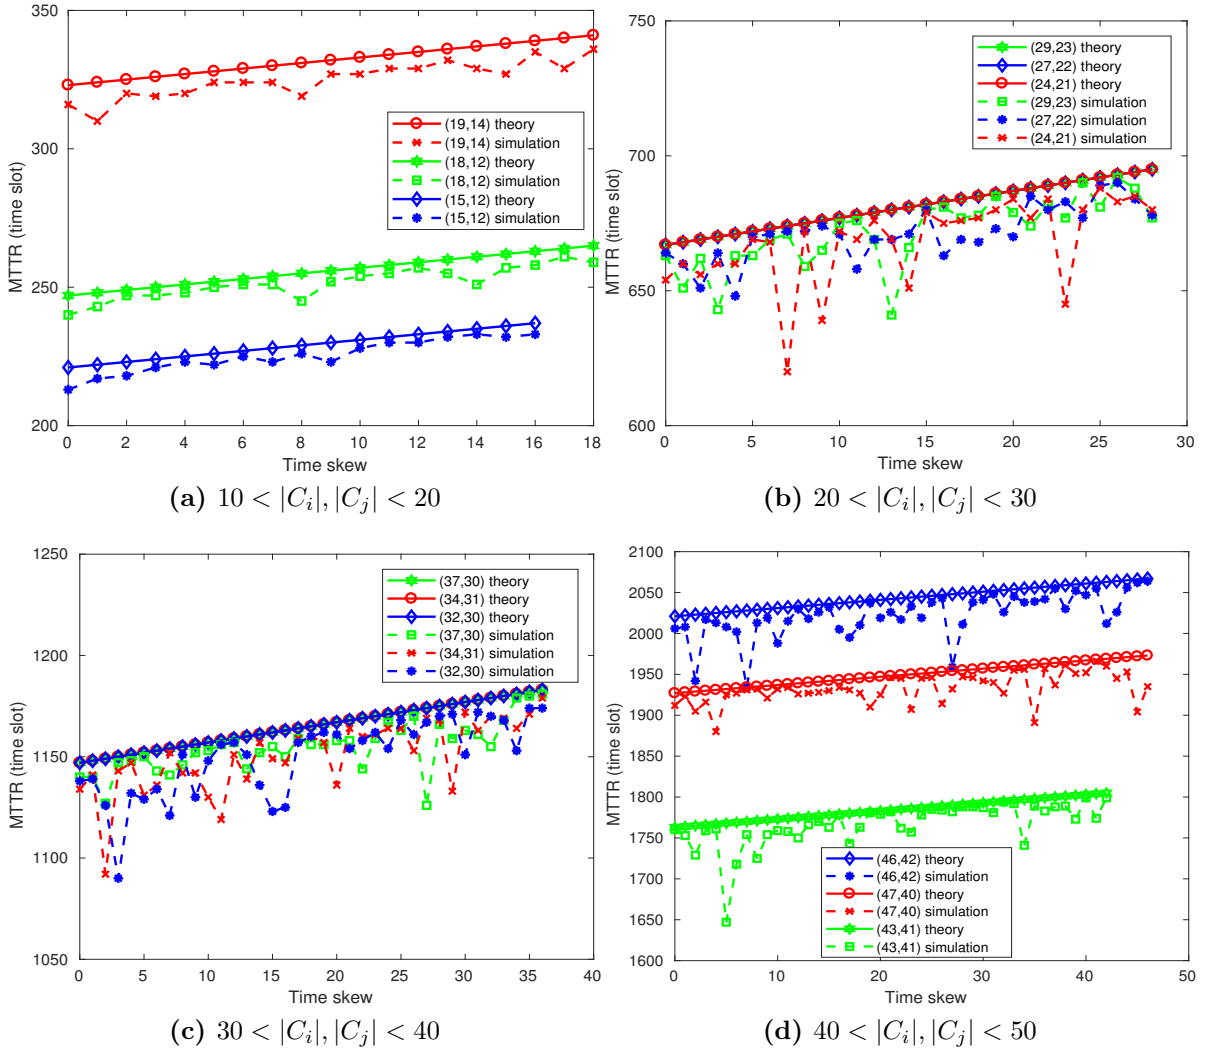 350
300
250
200
MTTR (time slot)
0 2 4 6 8 10 12 14 16 18
Time skew
(19,14) theory
(19,14) simulation
(18,12) theory
(18,12) simulation
(15,12) theory
(15,12) simulation
(a) 10 < |C_i|, |C_j| < 20
750
700
650
600
MTTR (time slot)
0 5 10 15 20 25 30
Time skew
(29,23) theory
(27,22) theory
(24,21) theory
(29,23) simulation
(27,22) simulation
(24,21) simulation
(b) 20 < |C_i|, |C_j| < 30
1250
1200
1150
1100
1050
MTTR (time slot)
0 5 10 15 20 25 30 35 40
Time skew
(37,30) theory
(34,31) theory
(32,30) theory
(37,30) simulation
(34,31) simulation
(32,30) simulation
(c) 30 < |C_i|, |C_j| < 40
2100
2050
2000
1950
1900
1850
1800
1750
1700
1650
1600
MTTR (time slot)
0 10 20 30 40 50
Time skew
(46,42) theory
(46,42) simulation
(47,40) theory
(47,40) simulation
(43,41) theory
(43,41) simulation
(d) 40 < |C_i|, |C_j| < 50